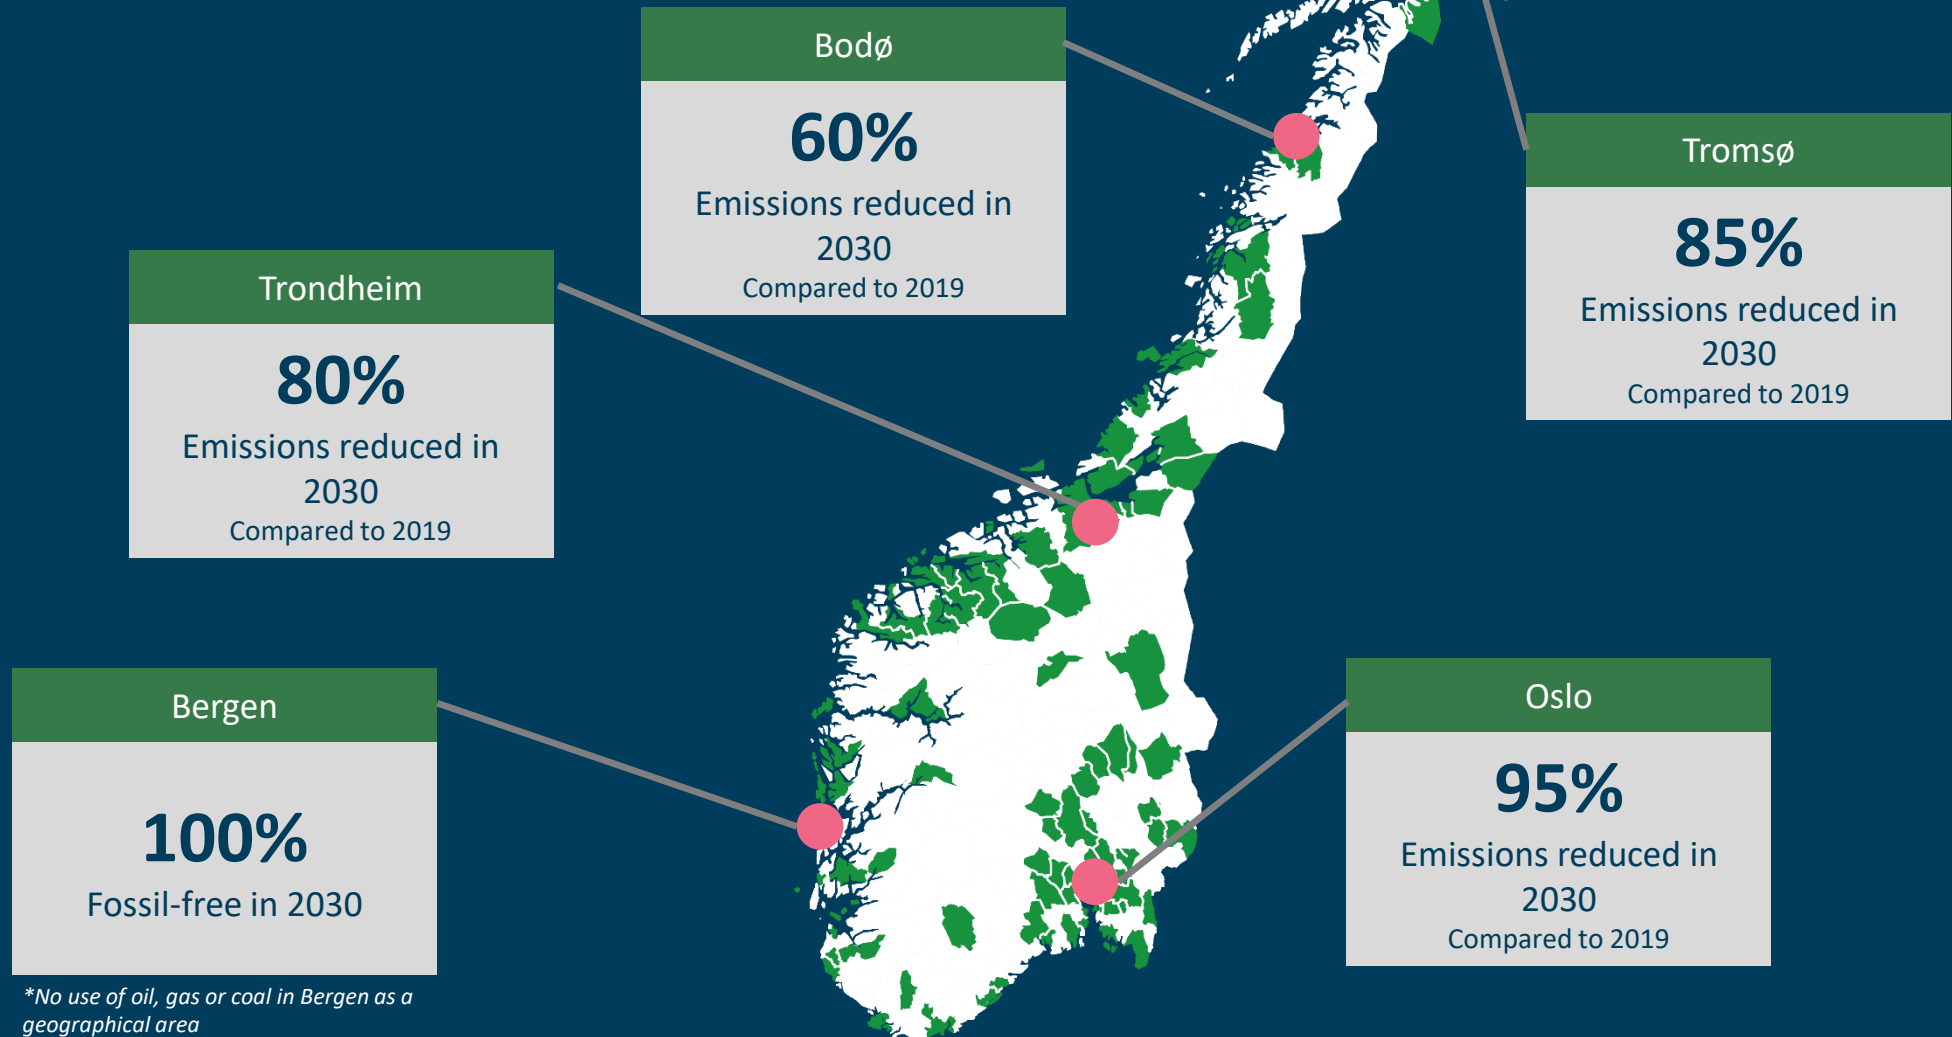 Bodø
60%
Emissions reduced in
2030
Compared to 2019
Tromsø
85%
Emissions reduced in
2030
Compared to 2019
Trondheim
80%
Emissions reduced in
2030
Compared to 2019
Bergen
100%
Fossil-free in 2030
*No use of oil, gas or coal in Bergen as a
geographical area
Oslo
95%
Emissions reduced in
2030
Compared to 2019